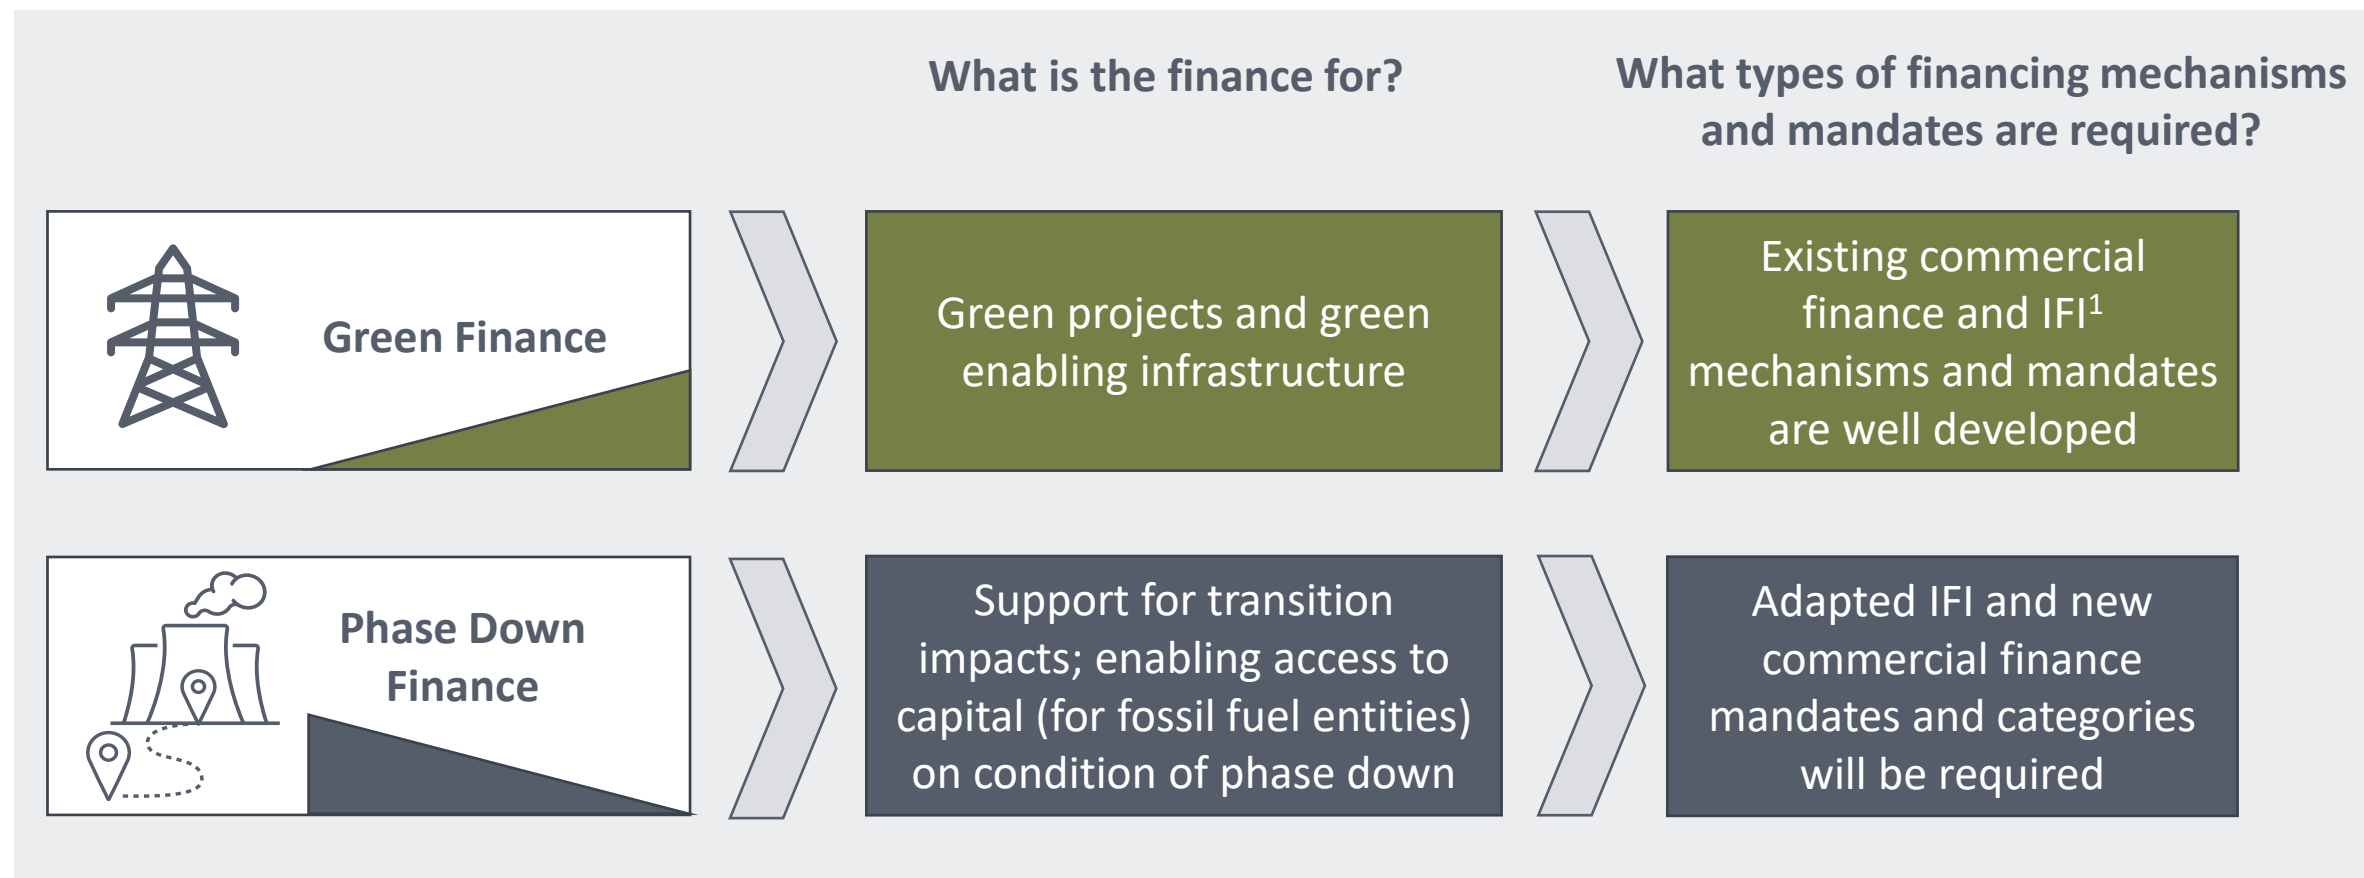 What is the finance for?
What types of financing mechanisms
and mandates are required?
Green Finance
Green projects and green
enabling infrastructure
Existing commercial
finance and IFI¹
mechanisms and mandates
are well developed
Phase Down
Finance
Support for transition
impacts; enabling access to
capital (for fossil fuel entities)
on condition of phase down
Adapted IFI and new
commercial finance
mandates and categories
will be required